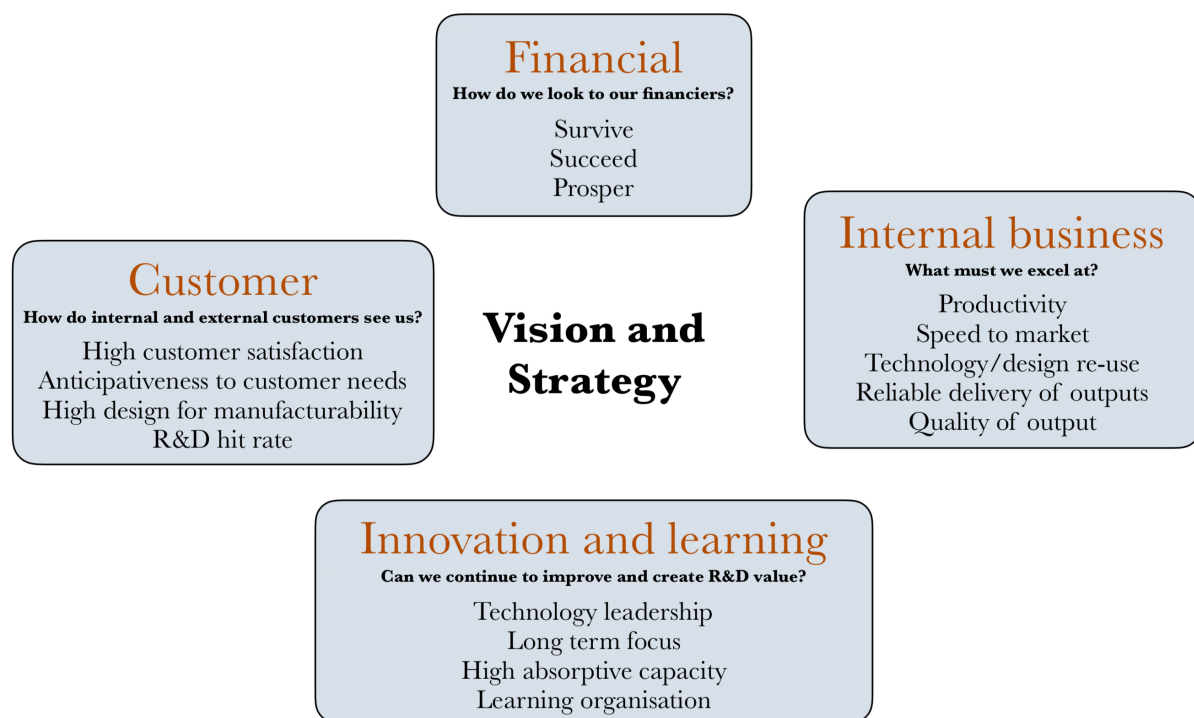 Financial
How do we look to our financiers?
Survive
Succeed
Prosper
Customer
How do internal and external customers see us?
High customer satisfaction
Anticipativeness to customer needs
High design for manufacturability
R&D hit rate
Vision and
Strategy
Internal business
What must we excel at?
Productivity
Speed to market
Technology/design re-use
Reliable delivery of outputs
Quality of output
Innovation and learning
Can we continue to improve and create R&D value?
Technology leadership
Long term focus
High absorptive capacity
Learning organisation